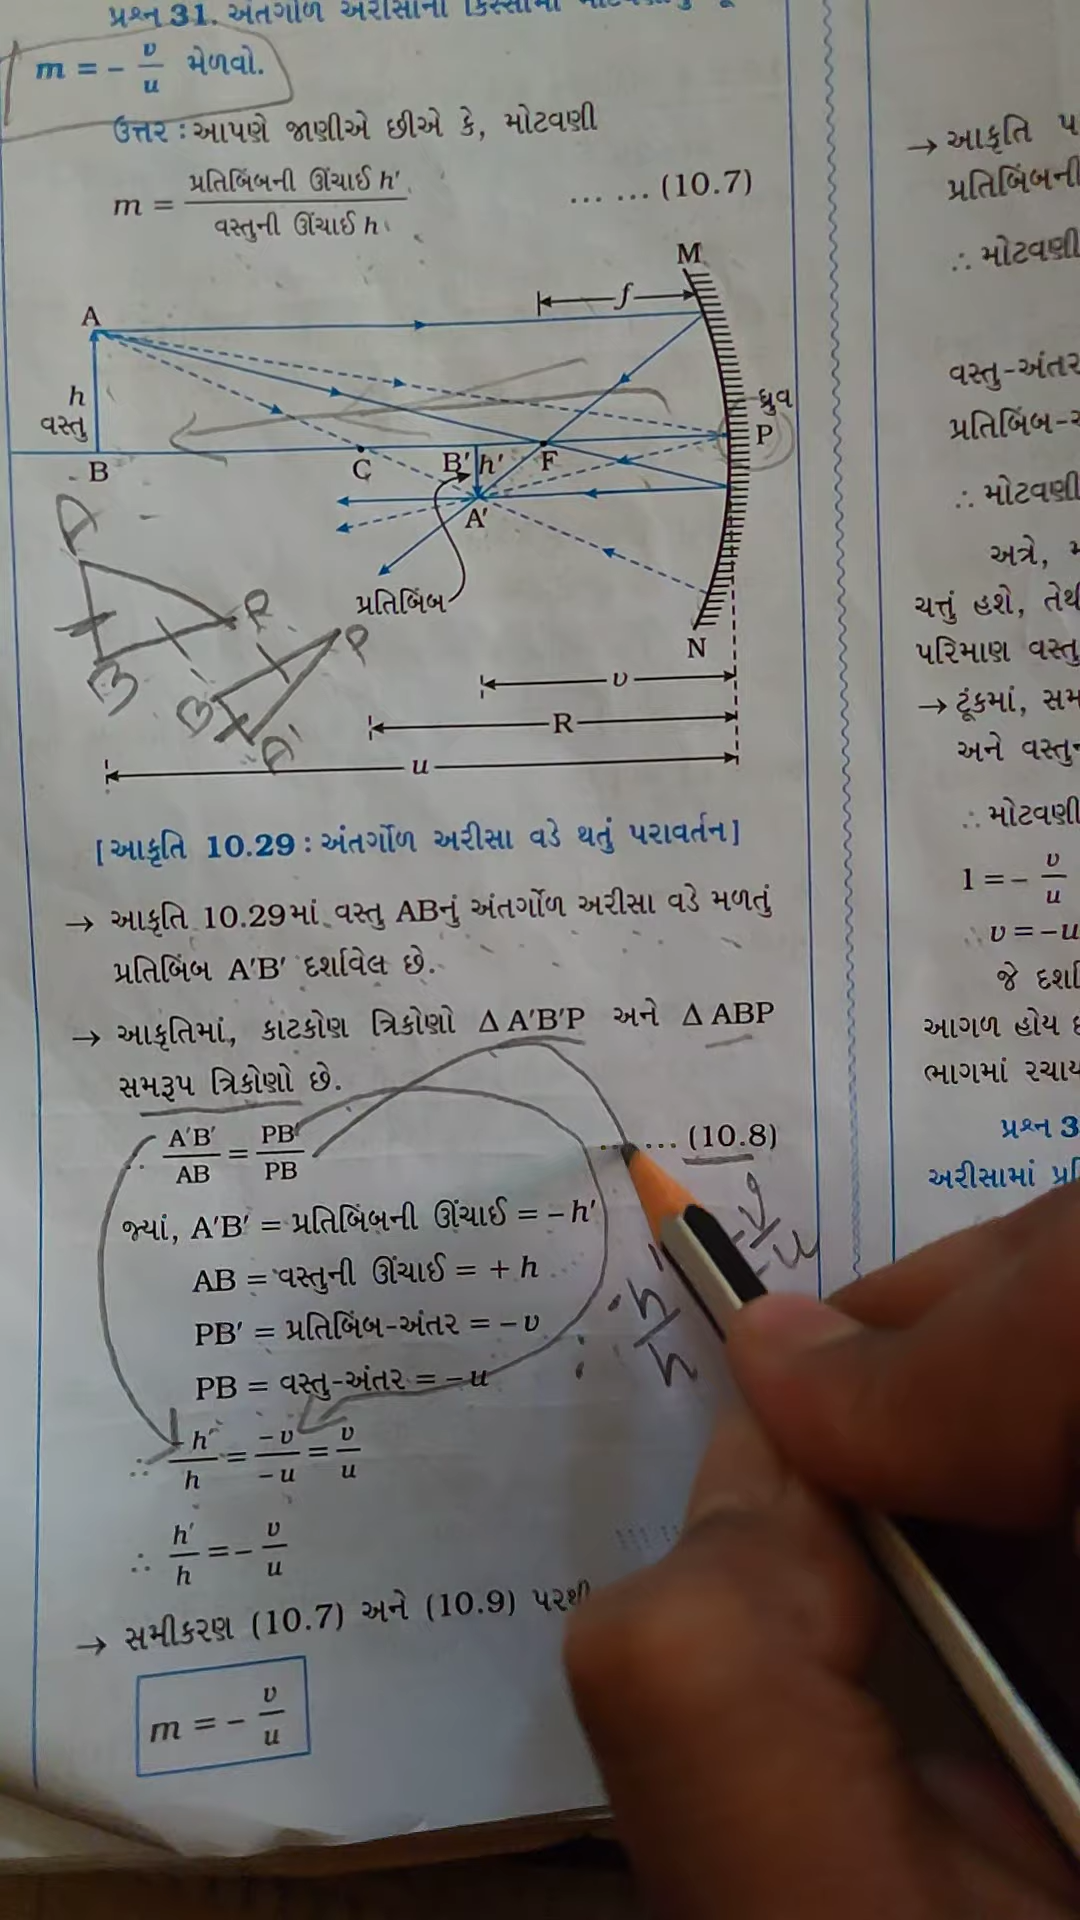 પ્રશ્ન 31. અંતર્ગોળ અરીસાના કિસ્સામાં
m = - v/u મેળવો.
ઉત્તર : આપણે જાણીએ છીએ કે, મોટવણી
m = પ્રતિબિંબની ઊંચાઈ h' / વસ્તુની ઊંચાઈ h ... ... (10.7)
M
f
A
h
વસ્તુ
ધ્રુવ
P
B
C
B'
h'
F
A'
પ્રતિબિંબ
N
A
B
P
P
B
A'
υ
R
u
[આકૃતિ 10.29 : અંતર્ગોળ અરીસા વડે થતું પરાવર્તન]
→ આકૃતિ 10.29માં વસ્તુ ABનું અંતર્ગોળ અરીસા વડે મળતું
પ્રતિબિંબ A'B' દર્શાવેલ છે.
→ આકૃતિમાં, કાટકોણ ત્રિકોણો Δ A'B'P અને Δ ABP
સમરૂપ ત્રિકોણો છે.
∴ A'B'/AB = PB'/PB ... ... (10.8)
જ્યાં, A'B' = પ્રતિબિંબની ઊંચાઈ = – h'
AB = વસ્તુની ઊંચાઈ = + h
PB' = પ્રતિબિંબ-અંતર = – υ
PB = વસ્તુ-અંતર = – u
∴ -h'/h = -υ/-u = υ/u
∴ h'/h = - υ/u
→ સમીકરણ (10.7) અને (10.9) પરથી
m = - υ/u
→ આકૃતિ
પ્રતિબિંબની
∴ મોટવણી
વસ્તુ-અંતર
પ્રતિબિંબ-
∴ મોટવણી
અત્રે,
ચત્તું હશે, તેથી
પરિમાણ વસ્તુ
→ ટૂંકમાં,
અને
∴ મોટવણી
1 = - υ/u
∴ υ = –u
જે
આગળ હોય
ભાગમાં
પ્રશ્ન 3
અરીસામાં